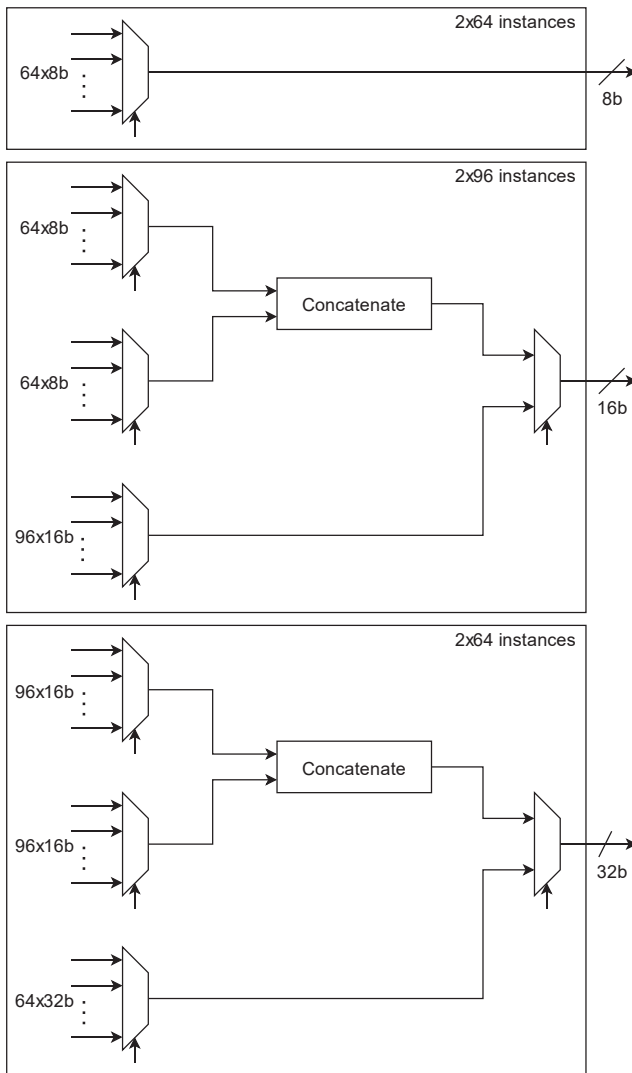 2x64 instances
64x8b
8b
2x96 instances
64x8b
Concatenate
64x8b
16b
96x16b
2x64 instances
96x16b
Concatenate
96x16b
32b
64x32b